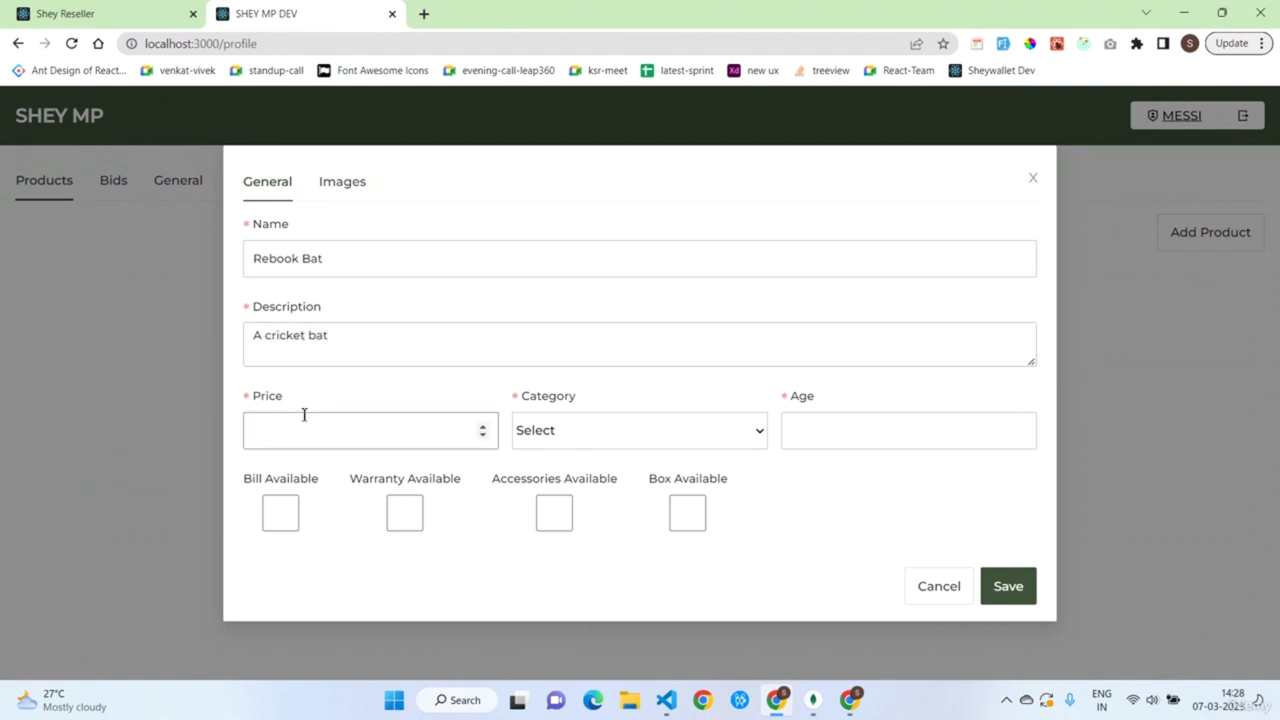 Shey Reseller
SHEY MP DEV
localhost:3000/profile
S
Update
Ant Design of React...
venkat-vivek
standup-call
Font Awesome Icons
evening-call-leap360
ksr-meet
latest-sprint
Xd new ux
treeview
React-Team
Sheywallet Dev
SHEY MP
MESSI
Products
Bids
General
General
Images
X
Add Product
* Name
Rebook Bat
* Description
A cricket bat
* Price
* Category
* Age
Select
Bill Available
Warranty Available
Accessories Available
Box Available
Cancel
Save
27°C
Mostly cloudy
Search
ENG
IN
14:28